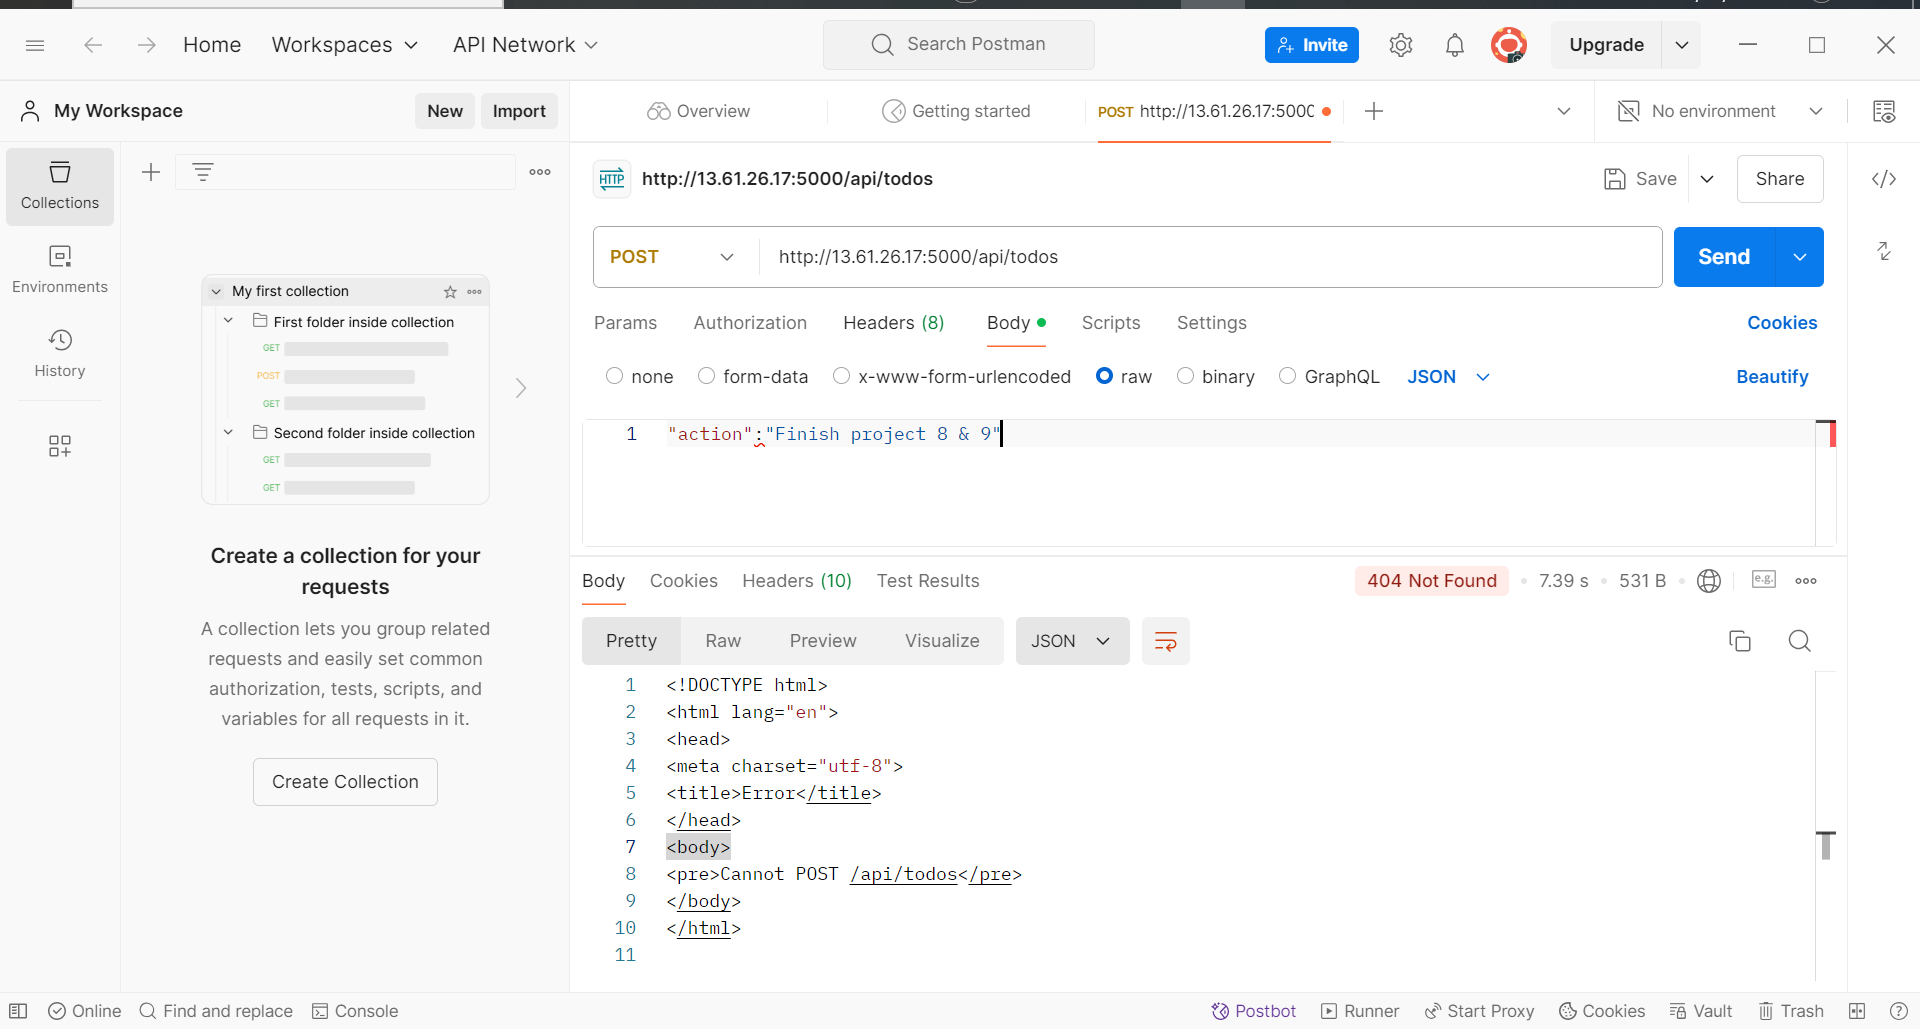 Home
Workspaces
API Network
Search Postman
Invite
Upgrade
My Workspace
New
Import
Overview
Getting started
POST http://13.61.26.17:5000
No environment
Collections
Environments
History
My first collection
First folder inside collection
GET
POST
GET
Second folder inside collection
GET
GET
Create a collection for your
requests
A collection lets you group related
requests and easily set common
authorization, tests, scripts, and
variables for all requests in it.
Create Collection
HTTP
http://13.61.26.17:5000/api/todos
Save
Share
POST
http://13.61.26.17:5000/api/todos
Send
Params
Authorization
Headers (8)
Body
Scripts
Settings
Cookies
none
form-data
x-www-form-urlencoded
raw
binary
GraphQL
JSON
Beautify
1 "action":"Finish project 8 & 9"
Body
Cookies
Headers (10)
Test Results
404 Not Found
7.39 s
531 B
e.g.
Pretty
Raw
Preview
Visualize
JSON
1 <!DOCTYPE html>
2 <html lang="en">
3 <head>
4 <meta charset="utf-8">
5 <title>Error</title>
6 </head>
7 <body>
8 <pre>Cannot POST /api/todos</pre>
9 </body>
10 </html>
11
Online
Find and replace
Console
Postbot
Runner
Start Proxy
Cookies
Vault
Trash